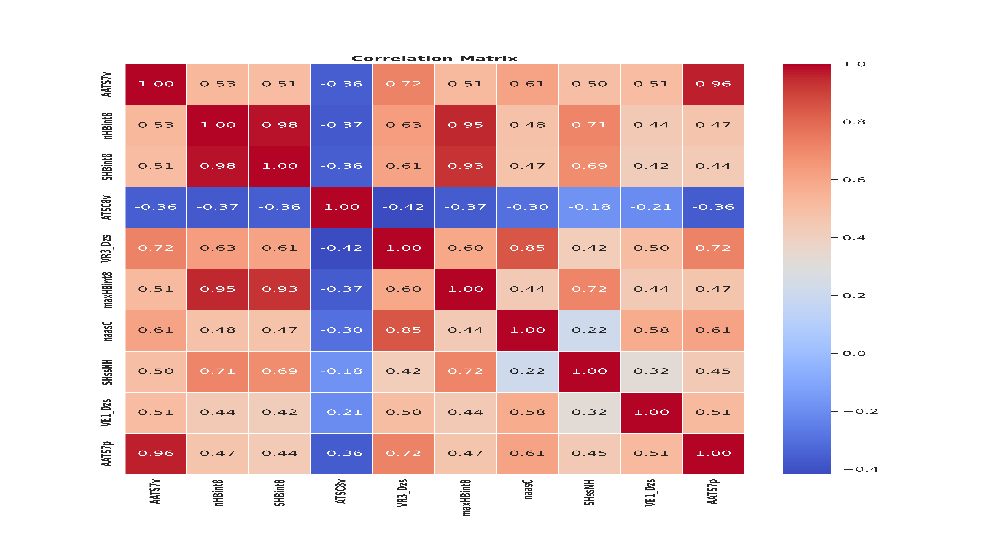 Correlation Matrix
AATS7v 1.00 0.53 0.51 -0.36 0.72 0.51 0.61 0.50 0.51 0.96
nHBint8 0.53 1.00 0.98 -0.37 0.63 0.95 0.48 0.71 0.44 0.47
SHBint8 0.51 0.98 1.00 -0.36 0.61 0.93 0.47 0.69 0.42 0.44
ATSC8v -0.36 -0.37 -0.36 1.00 -0.42 -0.37 -0.30 -0.18 -0.21 -0.36
VR3_Dzs 0.72 0.63 0.61 -0.42 1.00 0.60 0.85 0.42 0.50 0.72
maxHBint8 0.51 0.95 0.93 -0.37 0.60 1.00 0.44 0.72 0.44 0.47
naasC 0.61 0.48 0.47 -0.30 0.85 0.44 1.00 0.22 0.58 0.61
SHssNH 0.50 0.71 0.69 -0.18 0.42 0.72 0.22 1.00 0.32 0.45
VE1_Dzs 0.51 0.44 0.42 -0.21 0.50 0.44 0.58 0.32 1.00 0.51
AATS7p 0.96 0.47 0.44 -0.36 0.72 0.47 0.61 0.45 0.51 1.00
AATS7v nHBint8 SHBint8 ATSC8v VR3_Dzs maxHBint8 naasC SHssNH VE1_Dzs AATS7p
1.0
0.8
0.6
0.4
0.2
0.0
−0.2
−0.4